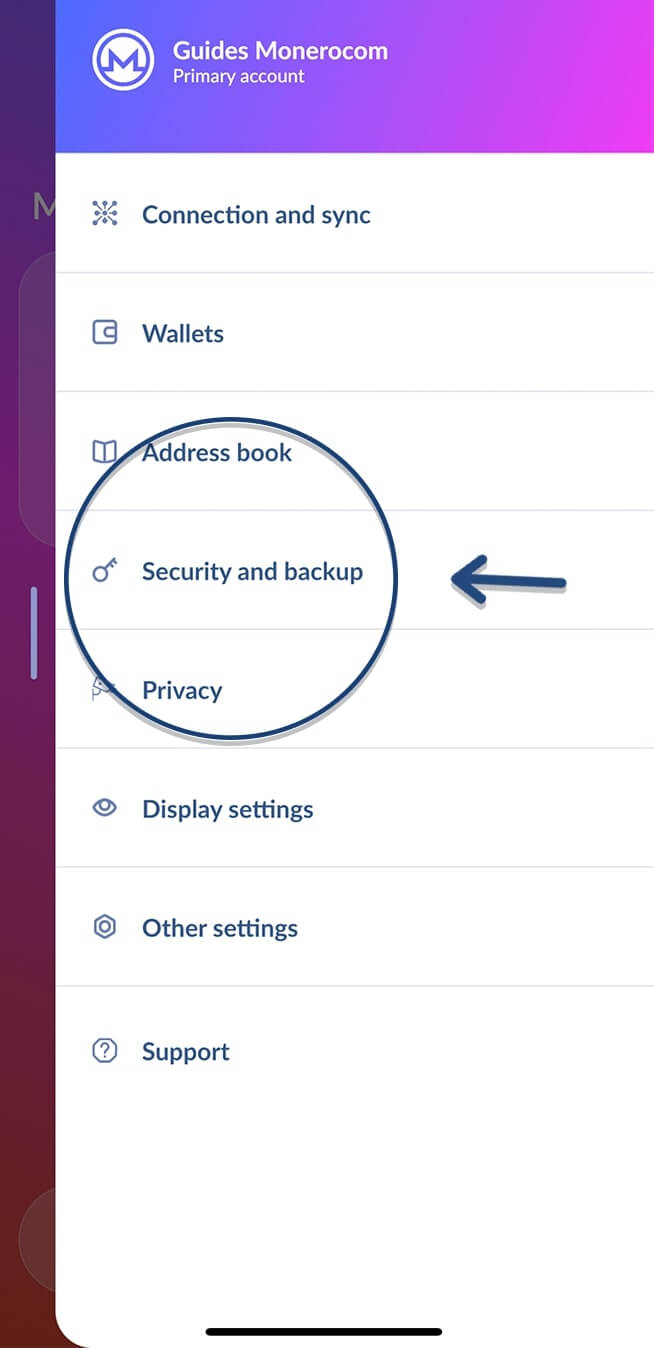 Guides Monerocom
Primary account
M
Connection and sync
Wallets
Address book
Security and backup
Privacy
Display settings
Other settings
Support